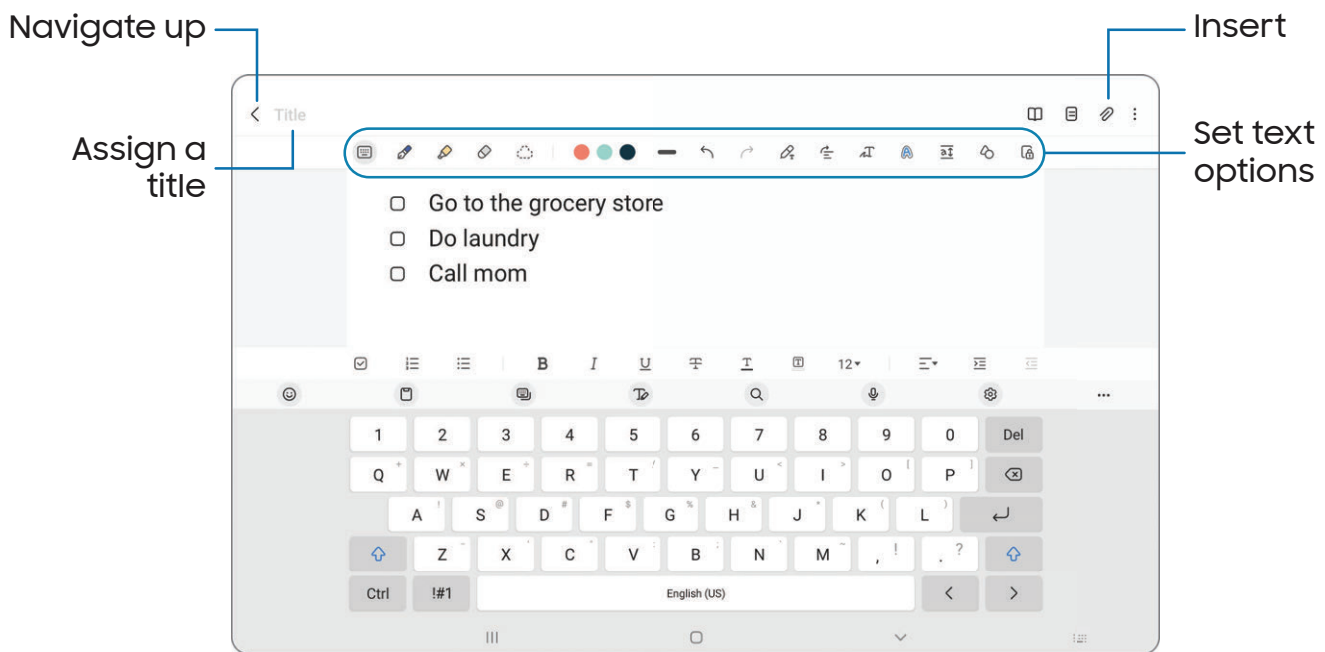 Navigate up
Insert
Title
Assign a
title
Set text
options
Go to the grocery store
Do laundry
Call mom
B I U T T T 12
1 2 3 4 5 6 7 8 9 0 Del
Q + W × E ÷ R = T / Y _ U < I > O [ P ]
A ! S @ D # F $ G % H & J * K ( L )
Z - X ' C " V : B ; N ' M ~ , ! . ?
Ctrl !#1 English (US) < >